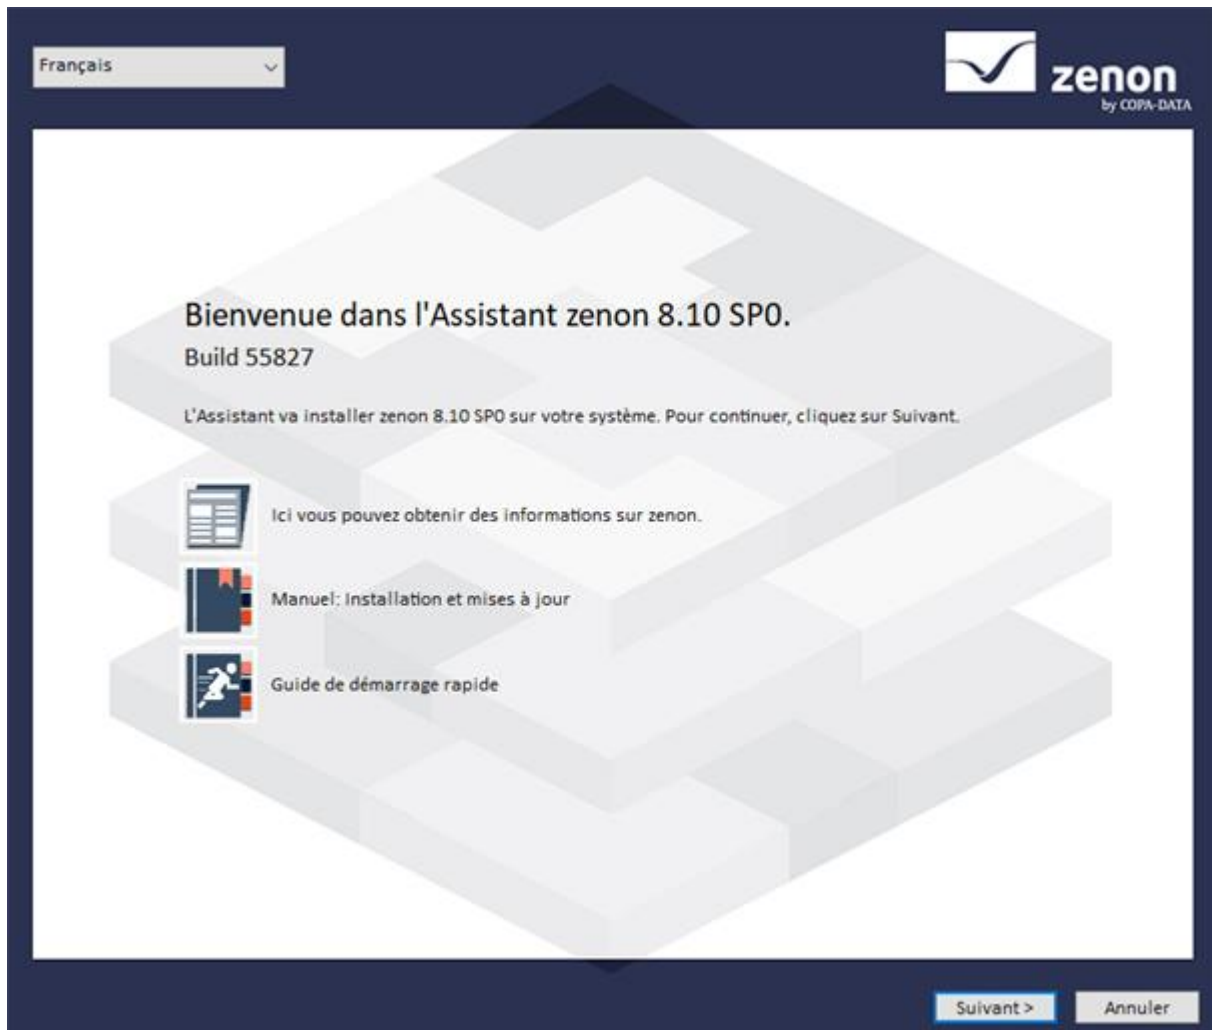 Français
zenon
by COPA-DATA
Bienvenue dans l'Assistant zenon 8.10 SP0.
Build 55827
L'Assistant va installer zenon 8.10 SP0 sur votre système. Pour continuer, cliquez sur Suivant.
Ici vous pouvez obtenir des informations sur zenon.
Manuel: Installation et mises à jour
Guide de démarrage rapide
Suivant >
Annuler